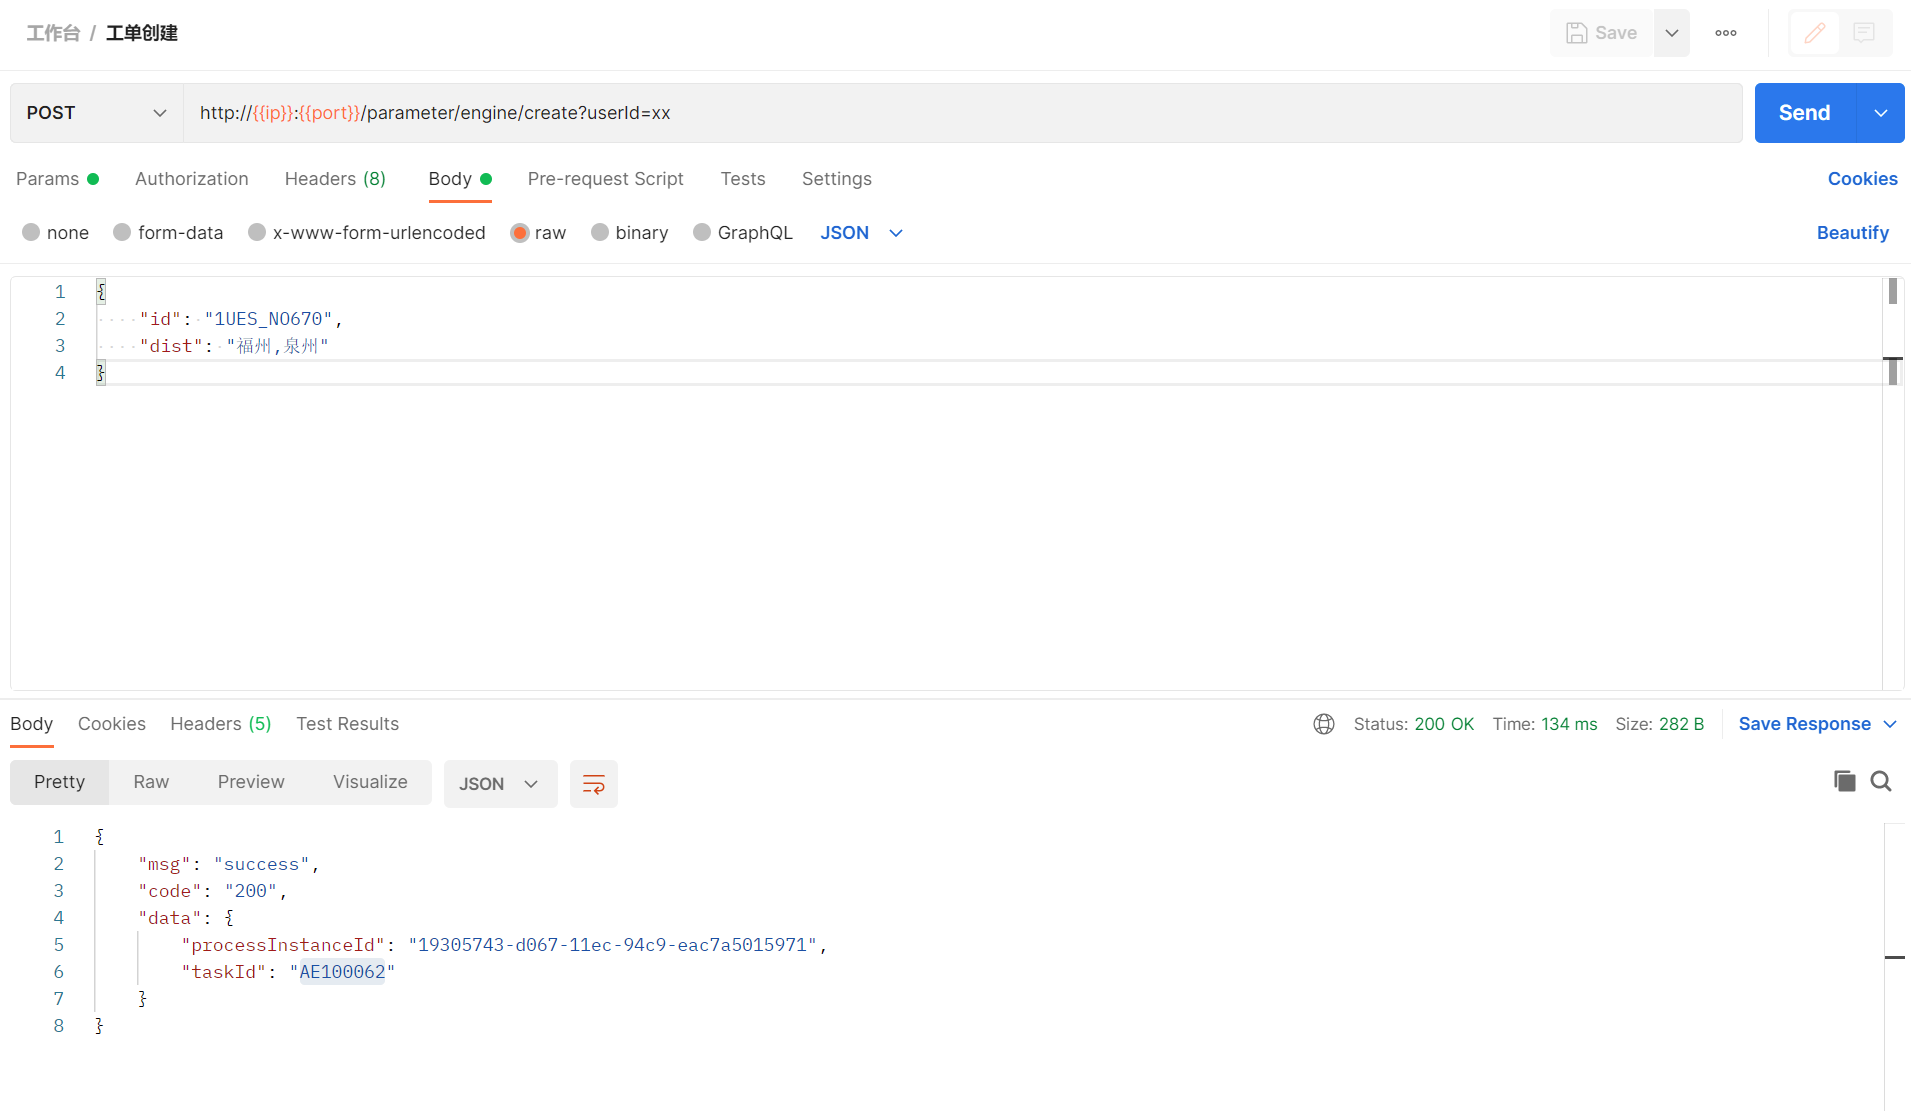 工作台 / 工单创建
Save
POST http://{{ip}}:{{port}}/parameter/engine/create?userId=xx Send
Params Authorization Headers (8) Body Pre-request Script Tests Settings Cookies
none form-data x-www-form-urlencoded raw binary GraphQL JSON Beautify
1 {
2 "id": "1UES_NO670",
3 "dist": "福州,泉州"
4 }
Body Cookies Headers (5) Test Results Status: 200 OK Time: 134 ms Size: 282 B Save Response
Pretty Raw Preview Visualize JSON
1 {
2 "msg": "success",
3 "code": "200",
4 "data": {
5 "processInstanceId": "19305743-d067-11ec-94c9-eac7a5015971",
6 "taskId": "AE100062"
7 }
8 }